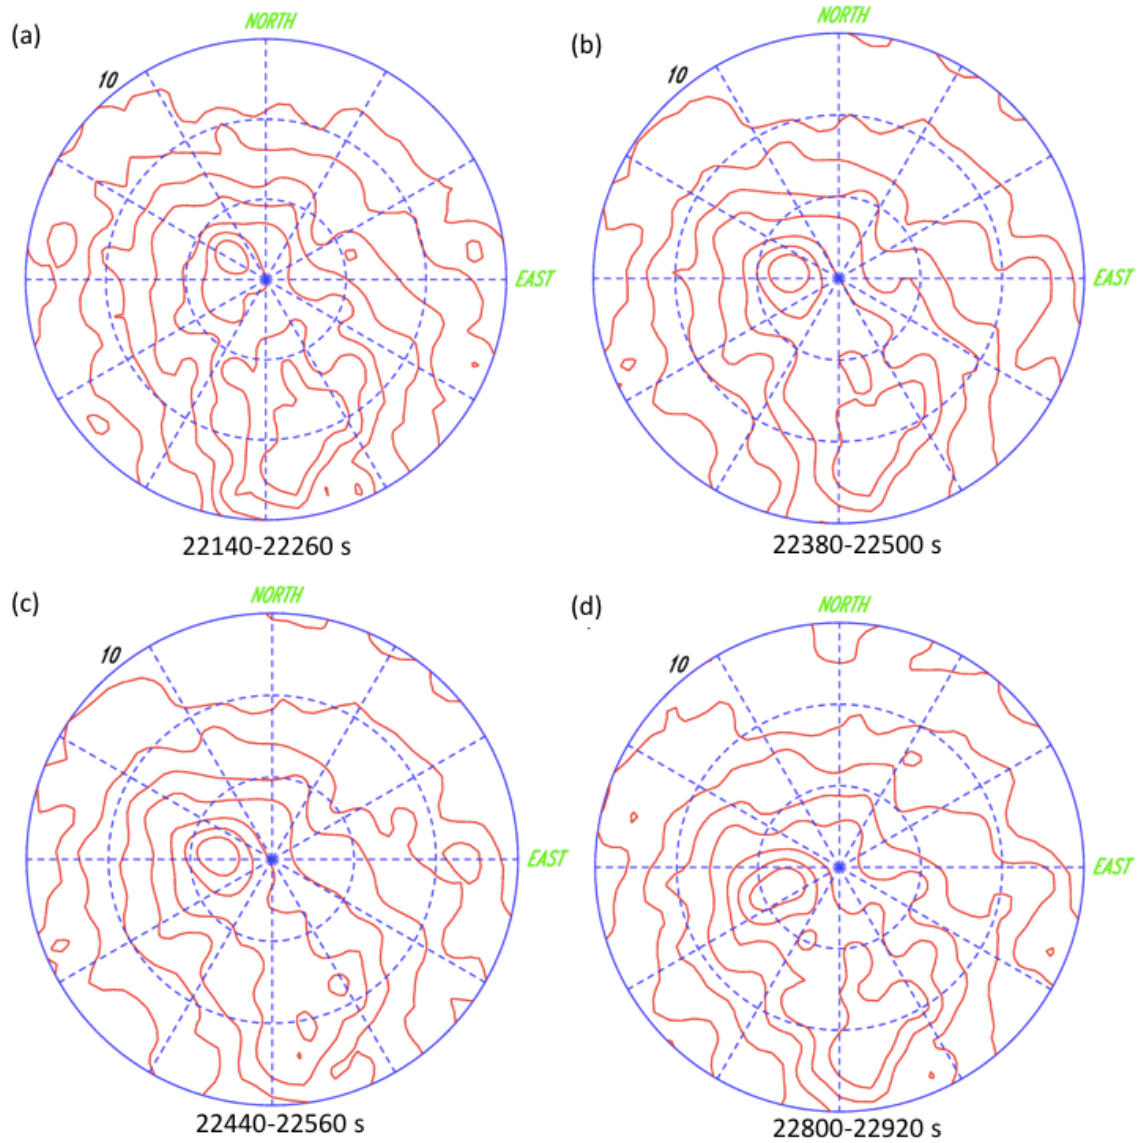 (a)
NORTH
10
EAST
22140-22260 s
(b)
NORTH
10
EAST
22380-22500 s
(c)
NORTH
10
EAST
22440-22560 s
(d)
NORTH
10
EAST
22800-22920 s